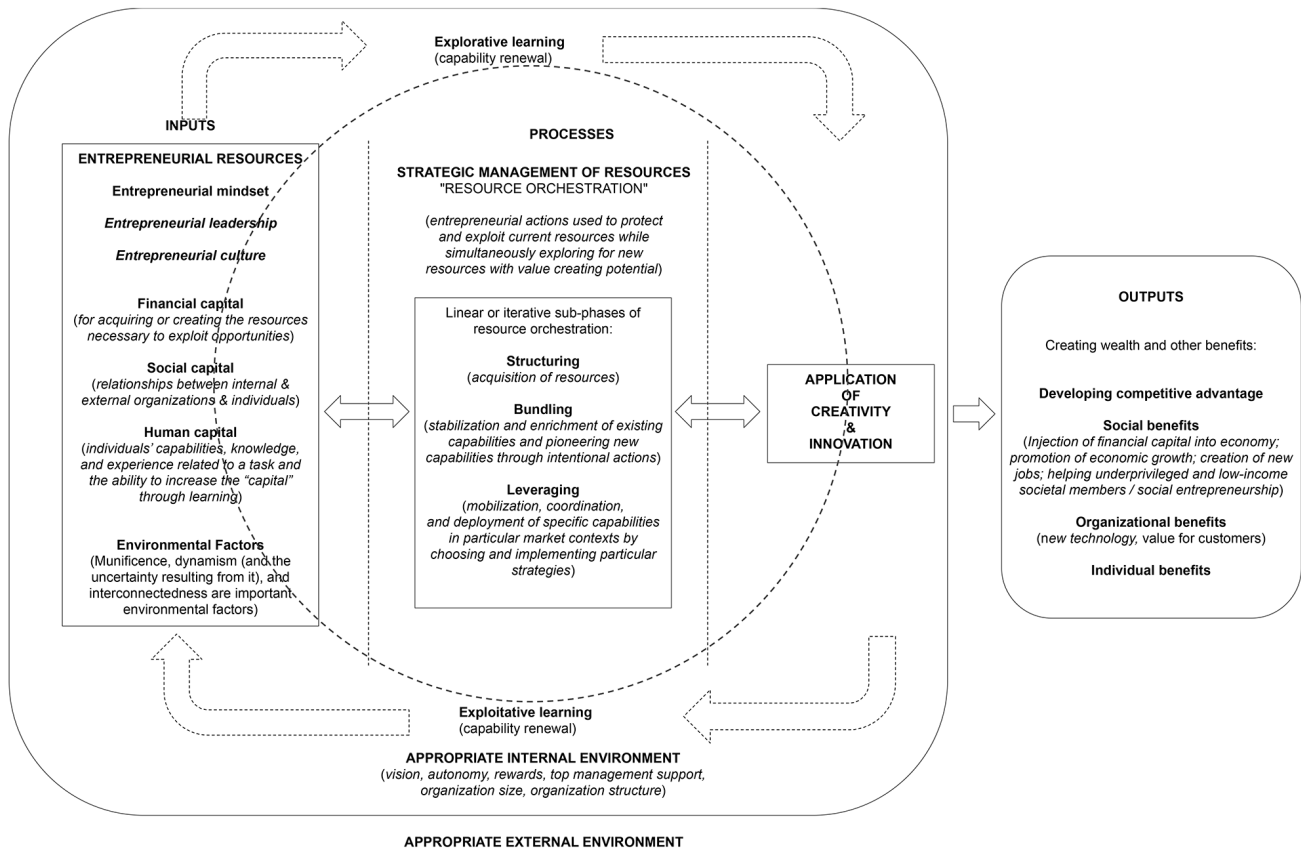 Explorative learning
(capability renewal)
INPUTS
ENTREPRENEURIAL RESOURCES
Entrepreneurial mindset
Entrepreneurial leadership
Entrepreneurial culture
Financial capital
(for acquiring or creating the resources
necessary to exploit opportunities)
Social capital
(relationships between internal &
external organizations & individuals)
Human capital
(individuals' capabilities, knowledge,
and experience related to a task and
the ability to increase the “capital”
through learning)
Environmental Factors
(Munificence, dynamism (and the
uncertainty resulting from it), and
interconnectedness are important
environmental factors)
PROCESSES
STRATEGIC MANAGEMENT OF RESOURCES
"RESOURCE ORCHESTRATION"
(entrepreneurial actions used to protect
and exploit current resources while
simultaneously exploring for new
resources with value creating potential)
Linear or iterative sub-phases of
resource orchestration:
Structuring
(acquisition of resources)
Bundling
(stabilization and enrichment of existing
capabilities and pioneering new
capabilities through intentional actions)
Leveraging
(mobilization, coordination,
and deployment of specific capabilities
in particular market contexts by
choosing and implementing particular
strategies)
APPLICATION
OF
CREATIVITY
&
INNOVATION
OUTPUTS
Creating wealth and other benefits:
Developing competitive advantage
Social benefits
(Injection of financial capital into economy;
promotion of economic growth; creation of new
jobs; helping underprivileged and low-income
societal members / social entrepreneurship)
Organizational benefits
(new technology, value for customers)
Individual benefits
Exploitative learning
(capability renewal)
APPROPRIATE INTERNAL ENVIRONMENT
(vision, autonomy, rewards, top management support,
organization size, organization structure)
APPROPRIATE EXTERNAL ENVIRONMENT